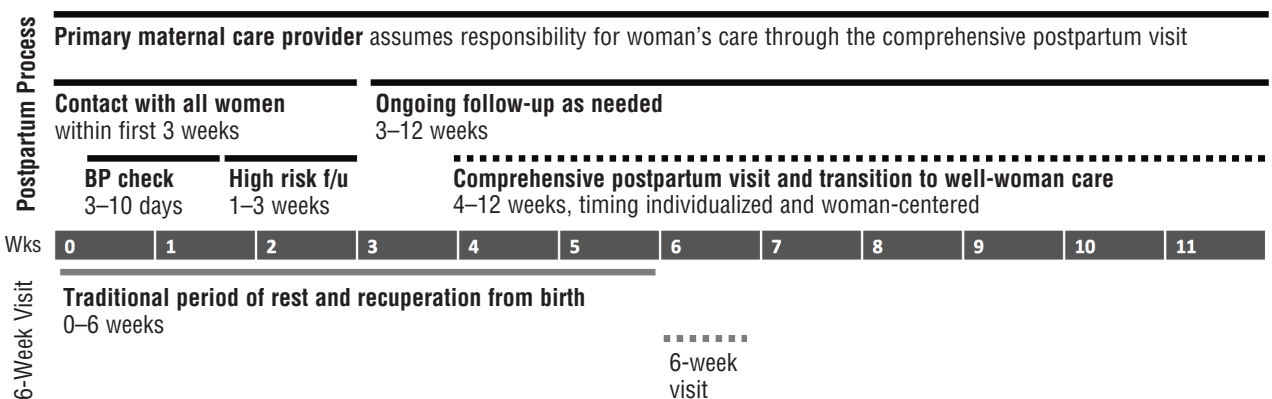 Postpartum Process
Primary maternal care provider assumes responsibility for woman's care through the comprehensive postpartum visit
Contact with all women
within first 3 weeks
Ongoing follow-up as needed
3–12 weeks
BP check
3–10 days
High risk f/u
1–3 weeks
Comprehensive postpartum visit and transition to well-woman care
4–12 weeks, timing individualized and woman-centered
Wks 0 1 2 3 4 5 6 7 8 9 10 11
6-Week Visit
Traditional period of rest and recuperation from birth
0–6 weeks
6-week
visit